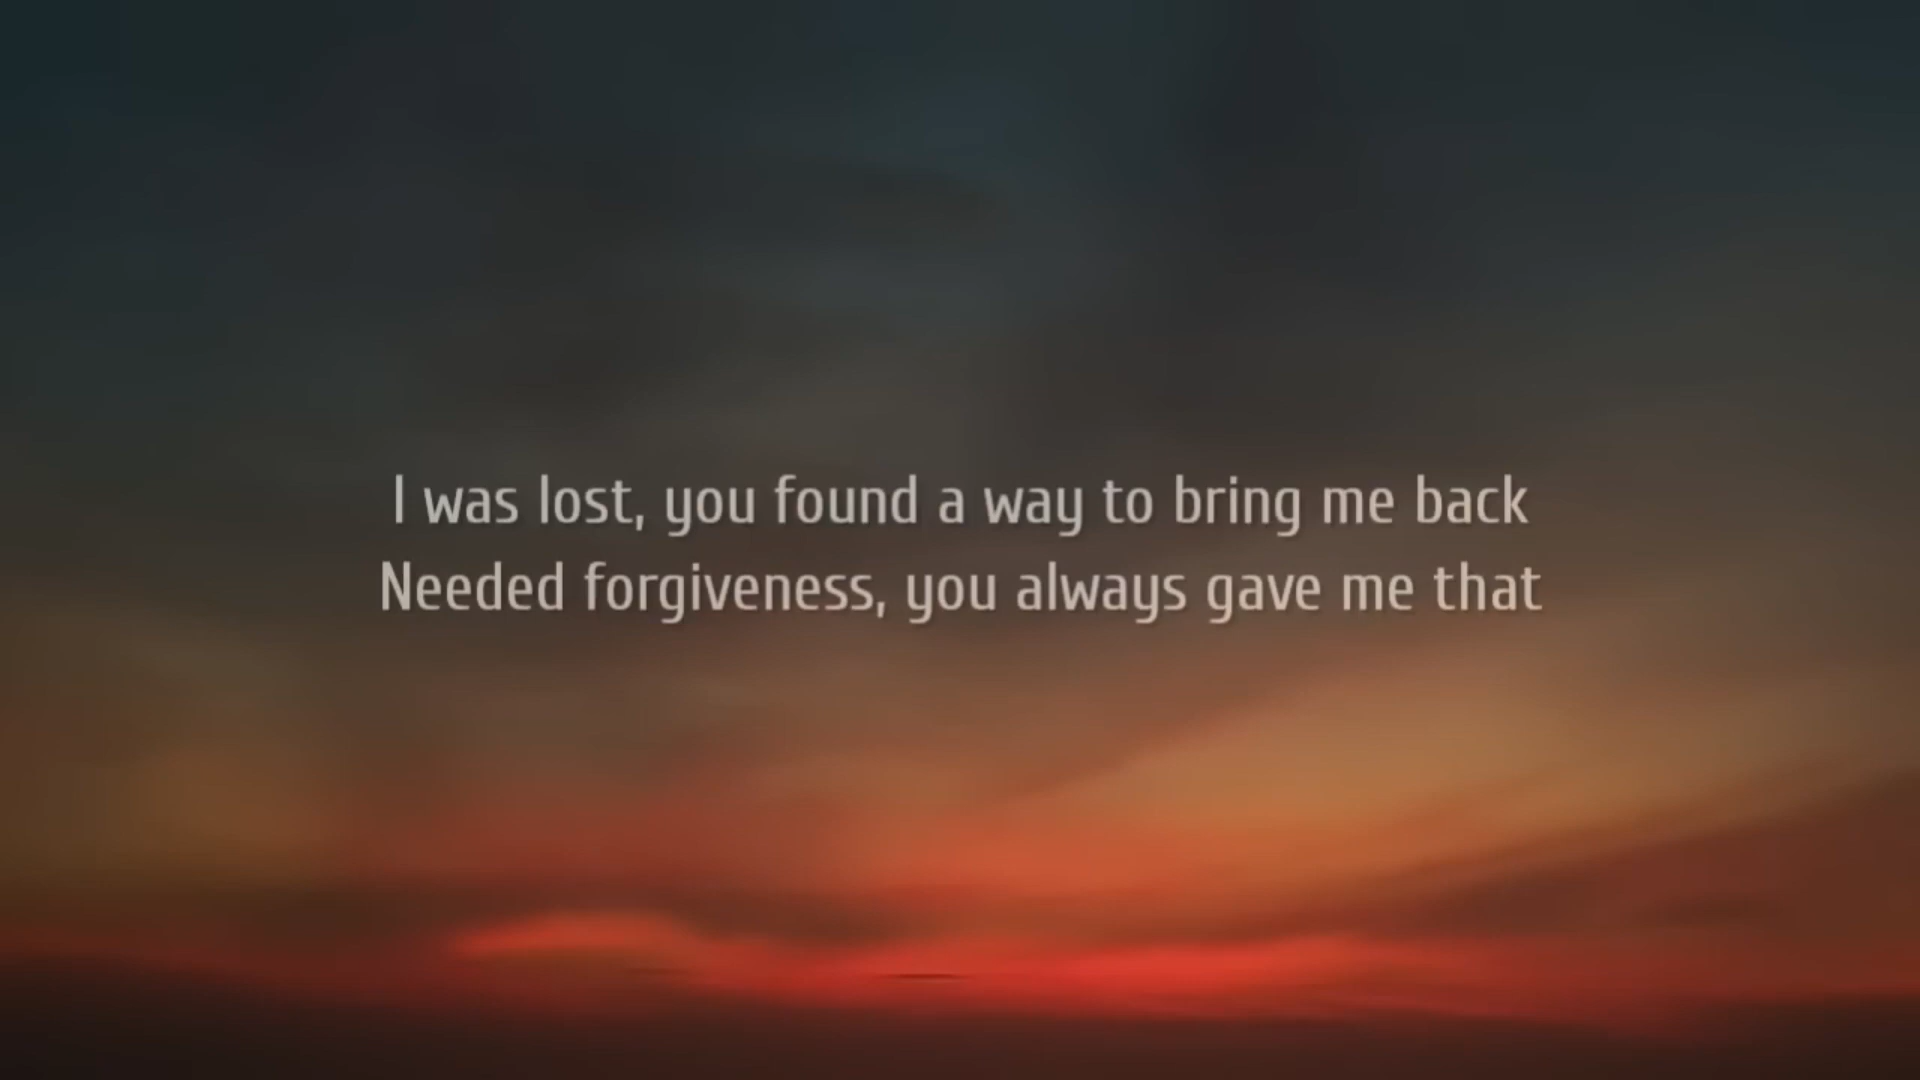 I was lost, you found a way to bring me back
Needed forgiveness, you always gave me that